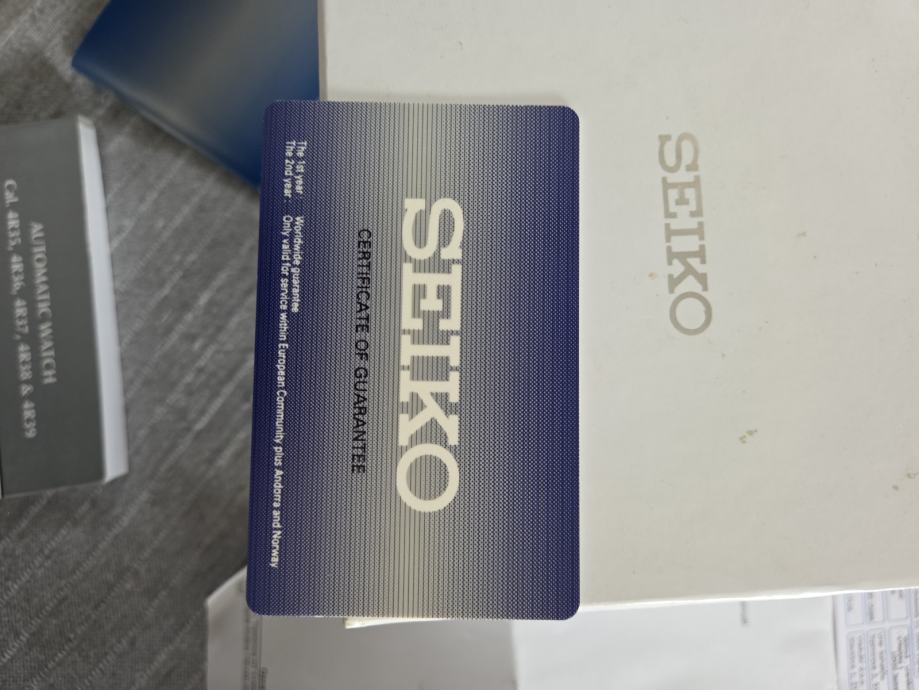 SEIKO
CERTIFICATE OF GUARANTEE
The 1st year : Worldwide guarantee
The 2nd year : Only valid for service within European Community plus Andorra and Norway
SEIKO
AUTOMATIC WATCH
Cal. 4R35, 4R36, 4R37, 4R38 & 4R39